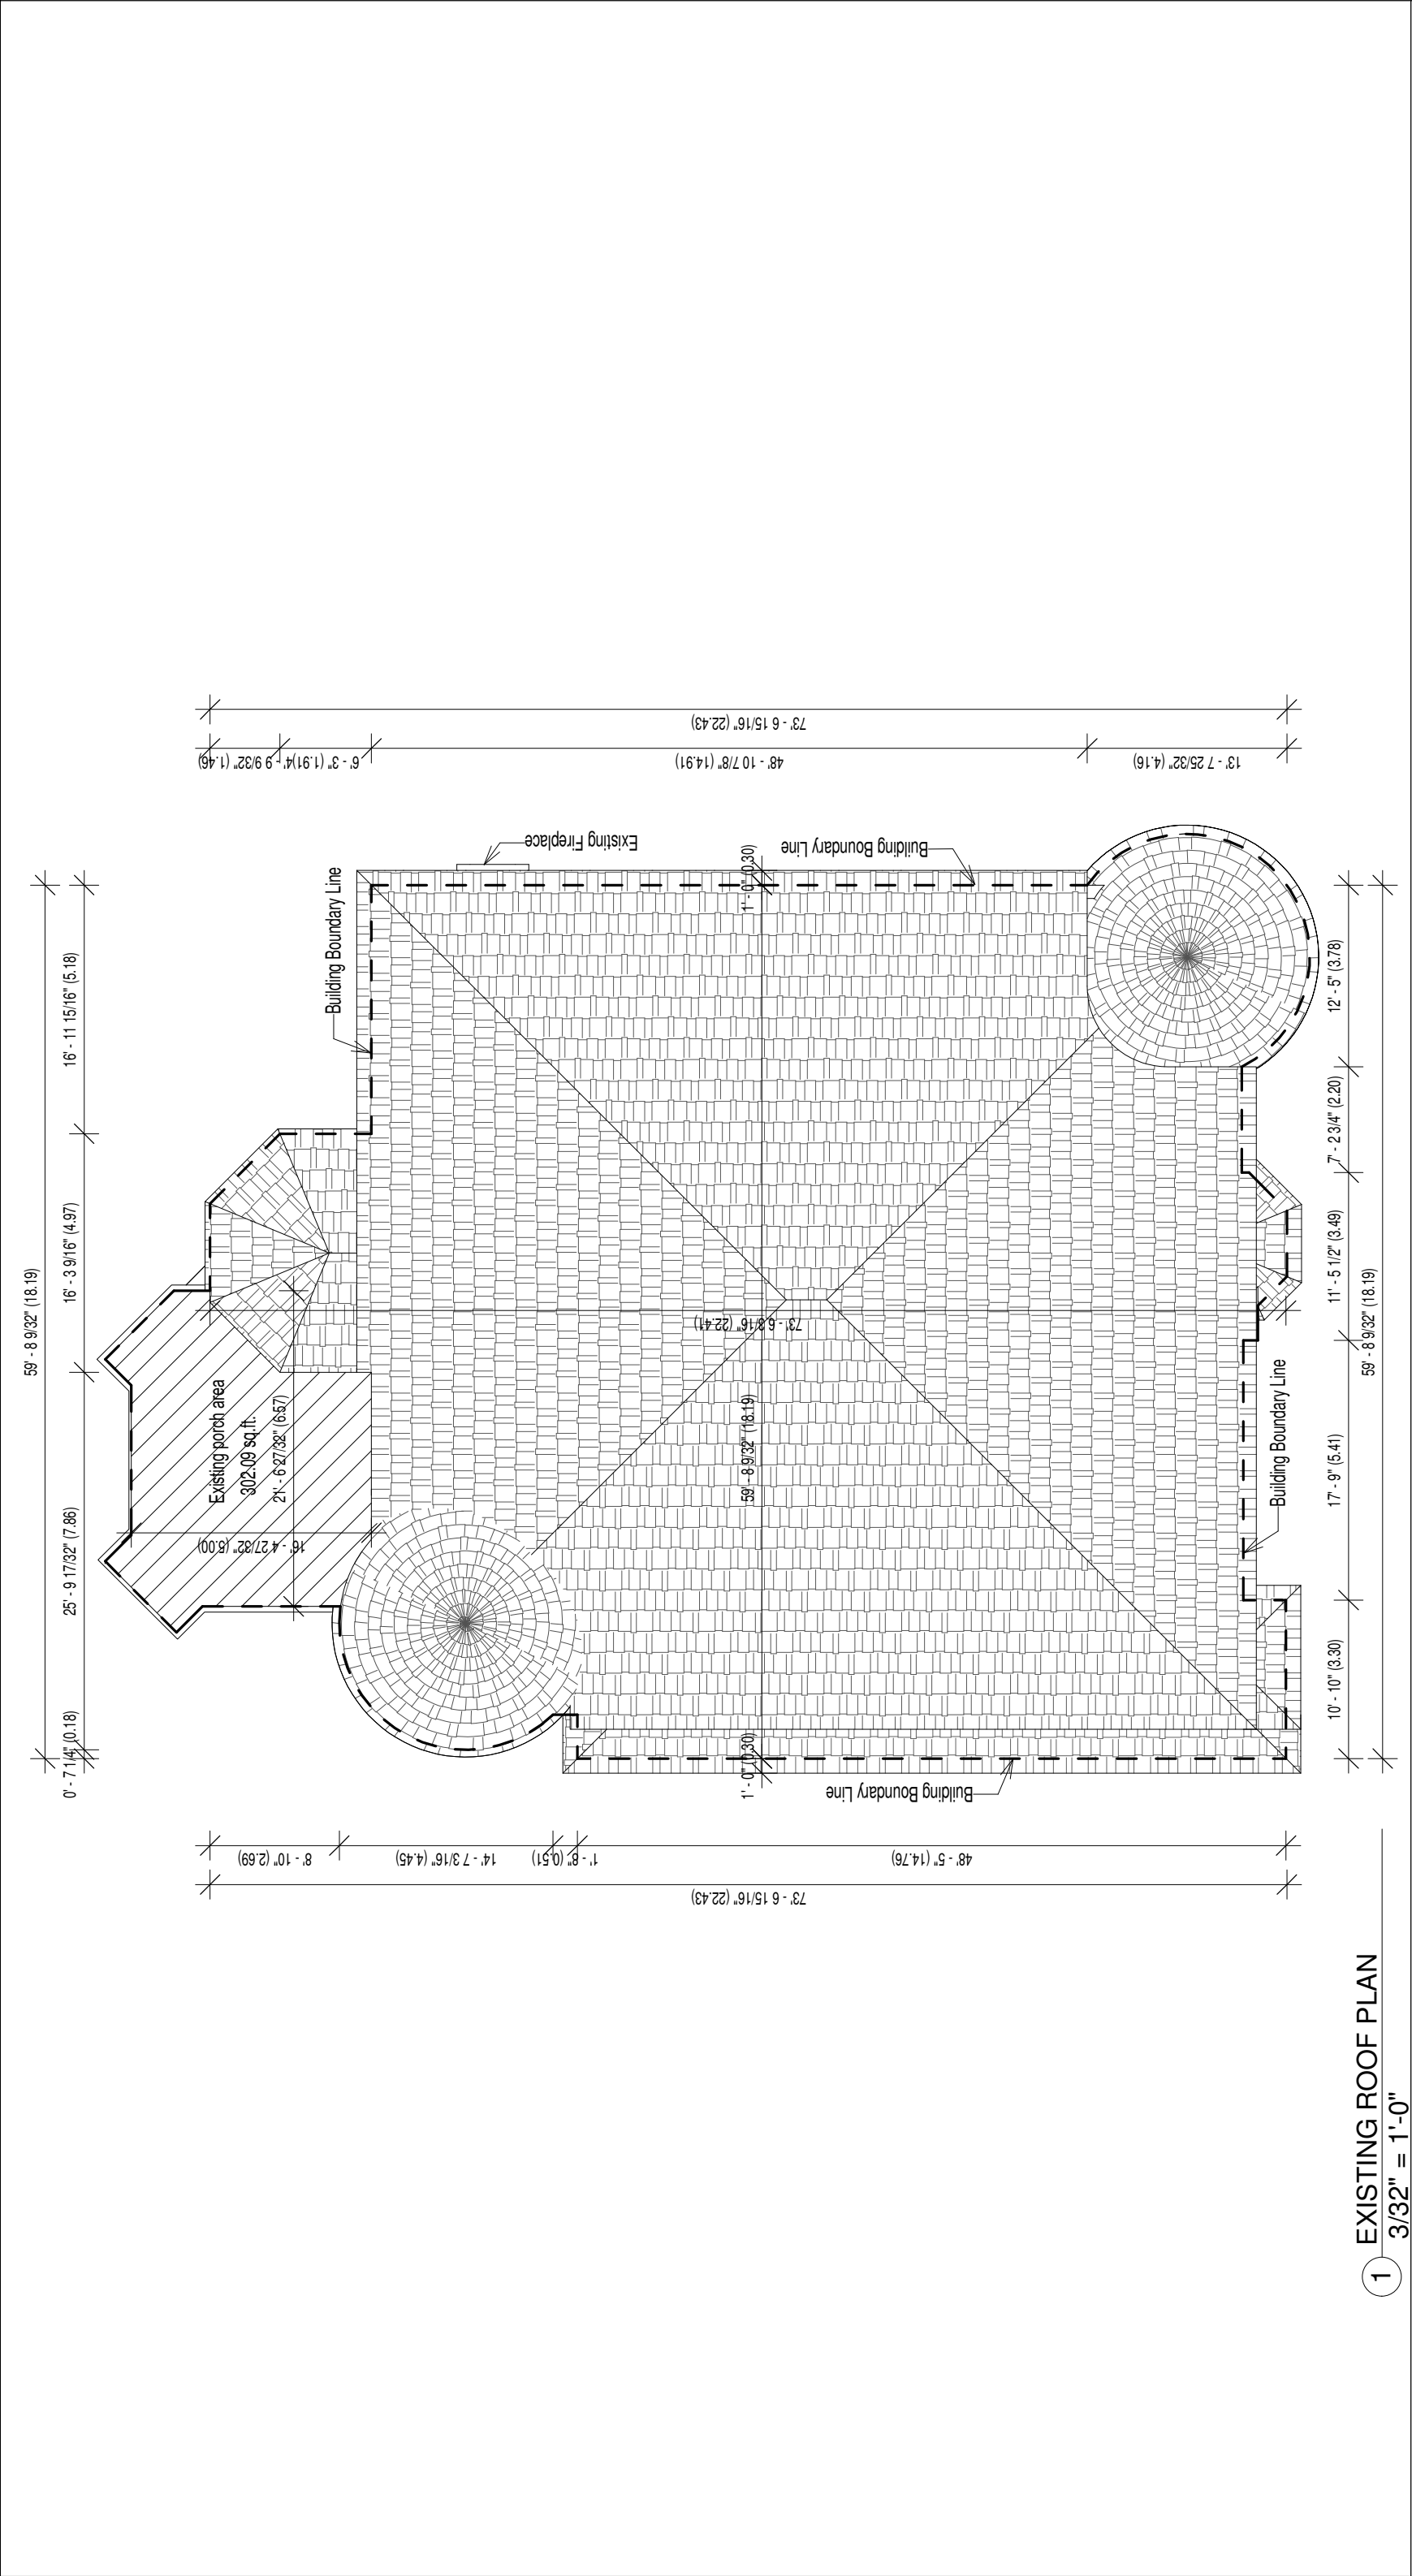 59' - 8 9/32" (18.19)
0' - 7 1/4" (0.18)
25' - 9 17/32" (7.86)
16' - 3 9/16" (4.97)
16' - 11 15/16" (5.18)
73' - 6 15/16" (22.43)
4' - 9 9/32" (1.46)
6' - 3" (1.91)
48' - 10 7/8" (14.91)
13' - 7 25/32" (4.16)
Existing Fireplace
Building Boundary Line
Building Boundary Line
1' - 0" (0.30)
Existing porch area
302.09 sq.ft.
21' - 6 27/32" (6.57)
16' - 4 27/32" (5.00)
73' - 6 3/16" (22.41)
59' - 8 9/32" (18.19)
1' - 0" (0.30)
Building Boundary Line
Building Boundary Line
10' - 10" (3.30)
17' - 9" (5.41)
11' - 5 1/2" (3.49)
7' - 2 3/4" (2.20)
12' - 5" (3.78)
59' - 8 9/32" (18.19)
8' - 10" (2.69)
14' - 7 3/16" (4.45)
1' - 8" (0.51)
48' - 5" (14.76)
73' - 6 15/16" (22.43)
1
EXISTING ROOF PLAN
3/32" = 1'-0"